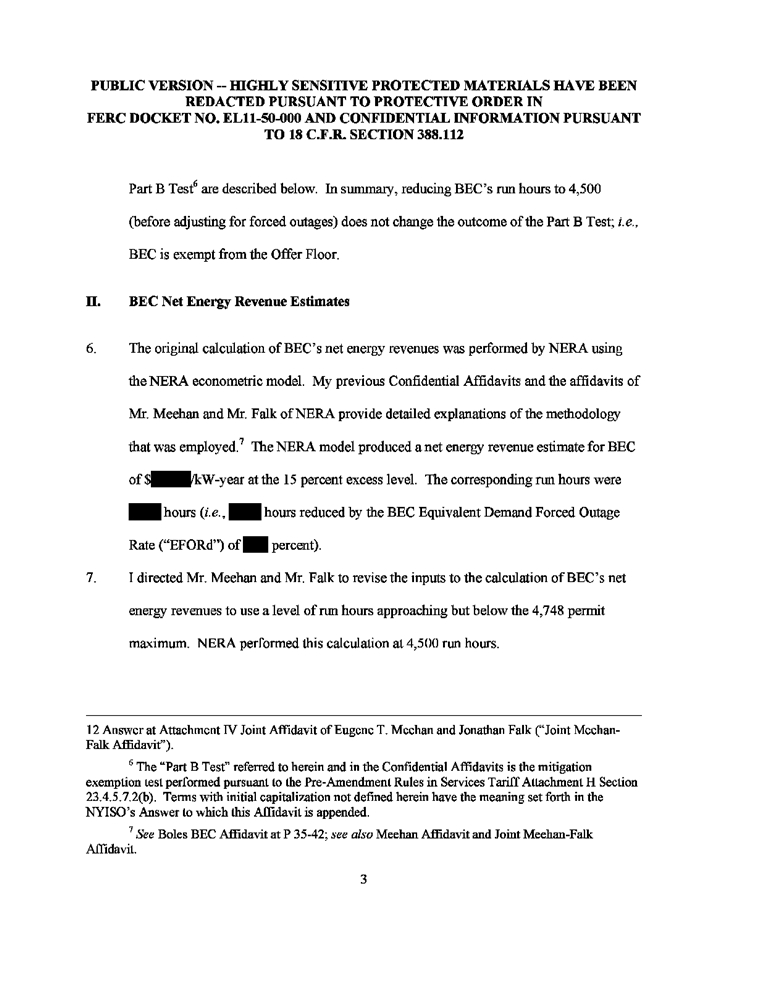 PUBLIC VERSION -- HIGHLY SENSITIVE PROTECTED MATERIALS HAVE BEEN
REDACTED PURSUANT TO PROTECTIVE ORDER IN
FERC DOCKET NO. EL11-50-000 AND CONFIDENTIAL INFORMATION PURSUANT
TO 18 C.F.R. SECTION 388.112
Part B Test6 are described below. In summary, reducing BEC's run hours to 4,500
(before adjusting for forced outages) does not change the outcome of the Part B Test; i.e.,
BEC is exempt from the Offer Floor.
II. BEC Net Energy Revenue Estimates
6. The original calculation of BEC's net energy revenues was performed by NERA using
the NERA econometric model. My previous Confidential Affidavits and the affidavits of
Mr. Meehan and Mr. Falk of NERA provide detailed explanations of the methodology
that was employed.7 The NERA model produced a net energy revenue estimate for BEC
of $ /kW-year at the 15 percent excess level. The corresponding run hours were
hours (i.e., hours reduced by the BEC Equivalent Demand Forced Outage
Rate ("EFORd") of percent).
7. I directed Mr. Meehan and Mr. Falk to revise the inputs to the calculation of BEC's net
energy revenues to use a level of run hours approaching but below the 4,748 permit
maximum. NERA performed this calculation at 4,500 run hours.
12 Answer at Attachment IV Joint Affidavit of Eugene T. Meehan and Jonathan Falk ("Joint Meehan-
Falk Affidavit").
6 The "Part B Test" referred to herein and in the Confidential Affidavits is the mitigation
exemption test performed pursuant to the Pre-Amendment Rules in Services Tariff Attachment H Section
23.4.5.7.2(b). Terms with initial capitalization not defined herein have the meaning set forth in the
NYISO's Answer to which this Affidavit is appended.
7 See Boles BEC Affidavit at P 35-42; see also Meehan Affidavit and Joint Meehan-Falk
Affidavit.
3